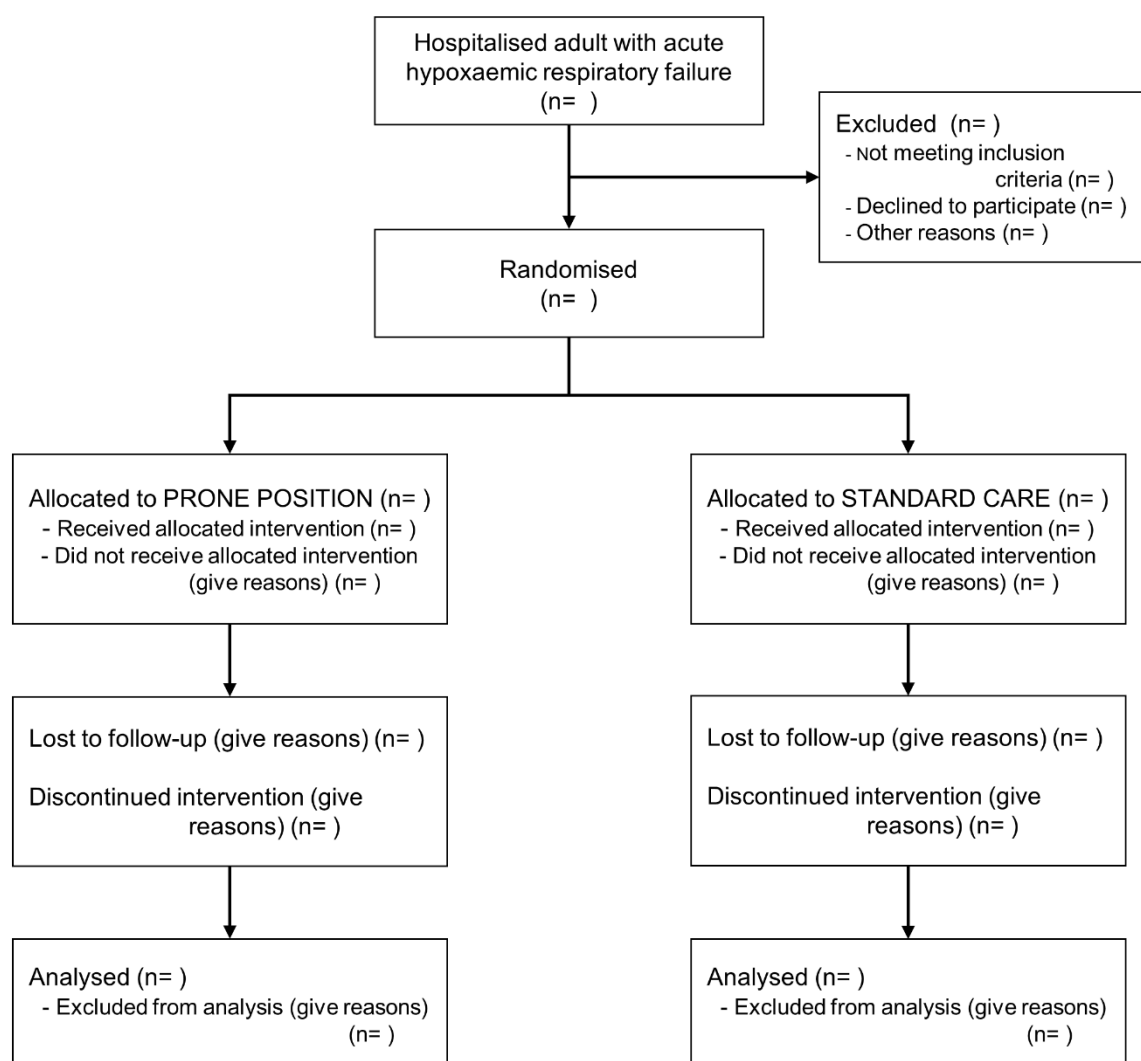 Hospitalised adult with acute
hypoxaemic respiratory failure
(n=  )
Excluded  (n= )
- Not meeting inclusion
criteria (n= )
- Declined to participate (n= )
- Other reasons (n= )
Randomised
(n=  )
Allocated to PRONE POSITION (n= )
- Received allocated intervention (n= )
- Did not receive allocated intervention
(give reasons) (n= )
Allocated to STANDARD CARE (n= )
- Received allocated intervention (n= )
- Did not receive allocated intervention
(give reasons) (n= )
Lost to follow-up (give reasons) (n= )
Discontinued intervention (give
reasons) (n= )
Lost to follow-up (give reasons) (n= )
Discontinued intervention (give
reasons) (n= )
Analysed (n= )
- Excluded from analysis (give reasons)
(n= )
Analysed (n= )
- Excluded from analysis (give reasons)
(n= )